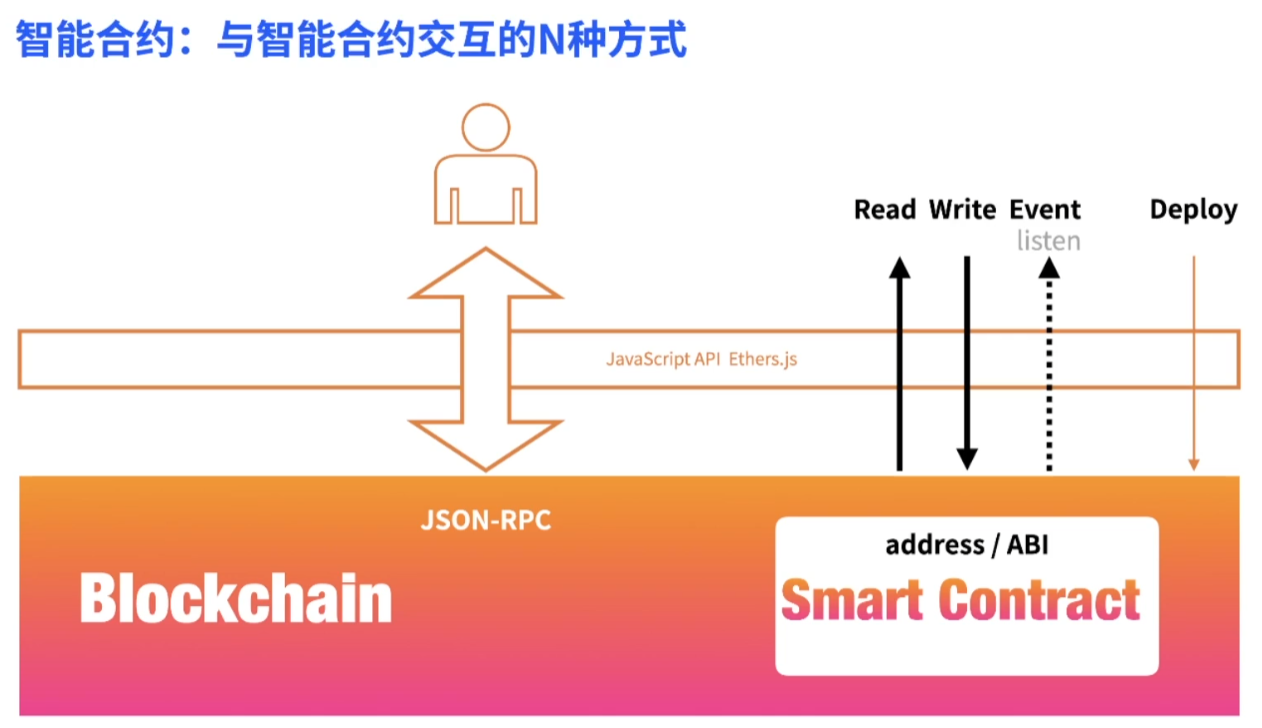 智能合约：与智能合约交互的N种方式
Read Write Event Deploy
listen
JavaScript API Ethers.js
JSON-RPC
address / ABI
Blockchain
Smart Contract